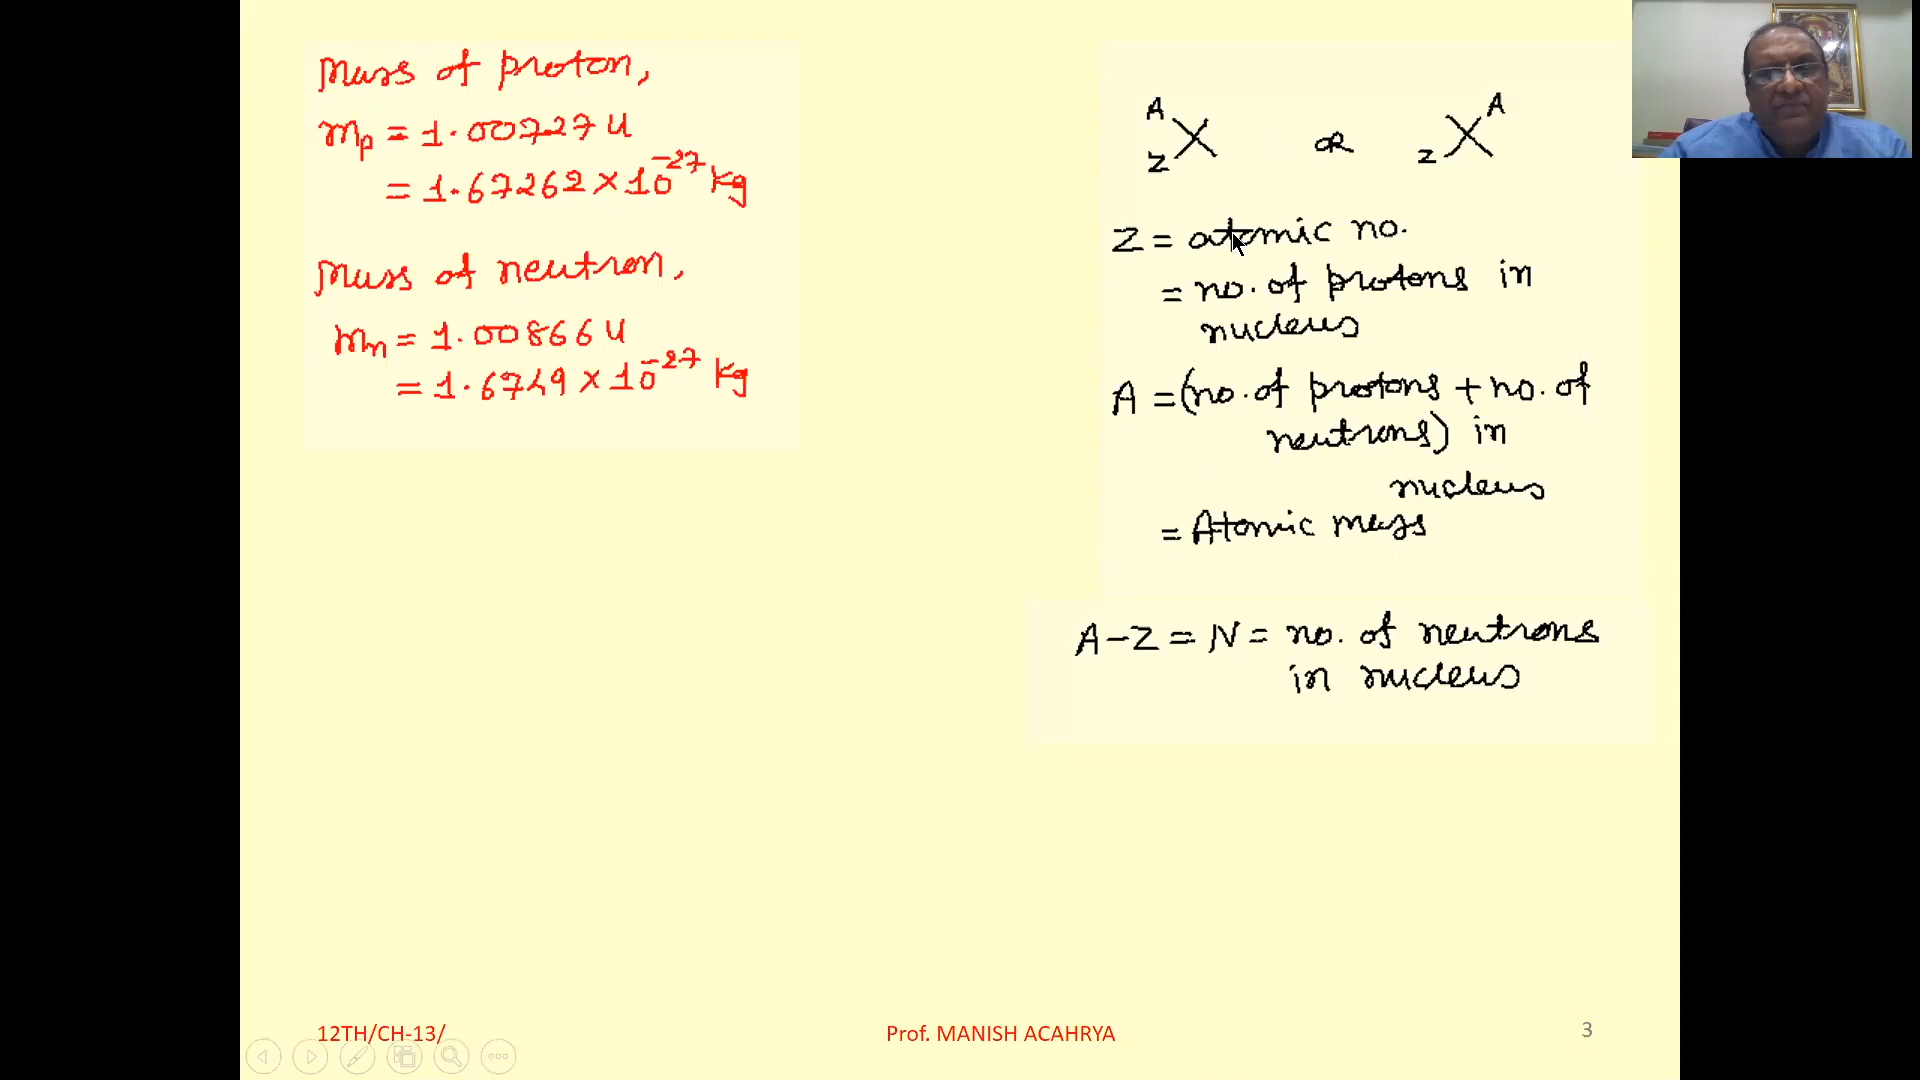 Mass of proton,
mp = 1.00727 u
= 1.67262 × 10⁻²⁷ kg
Mass of neutron,
mn = 1.00866 u
= 1.6749 × 10⁻²⁷ kg
A
X
Z
OR
A
X
Z
Z = atomic no.
= no. of protons in
nucleus
A = (no. of protons + no. of
neutrons) in
nucleus
= Atomic mass
A-Z = N = no. of neutrons
in nucleus
12TH/CH-13/
Prof. MANISH ACAHRYA
3